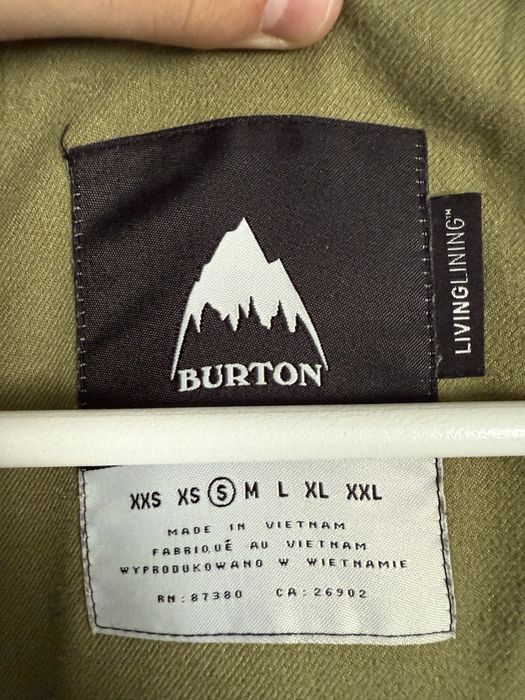 BURTON
LIVINGLINING™
XXS XS S M L XL XXL
MADE IN VIETNAM
FABRIQUÉ AU VIETNAM
WYPRODUKOWANO W WIETNAMIE
RN:87380 CA:26902